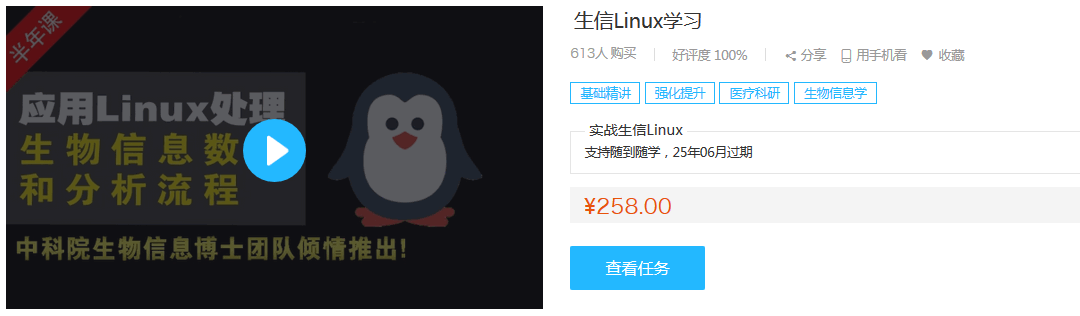 半年课
应用Linux处理
生物信息数
和分析流程
中科院生物信息息博士团队倾情推出!
生信Linux学习
613人购买 好评度 100% 分享 用手机看 收藏
基础精讲 强化提升 医疗科研 生物信息学
实战生信Linux
支持随到随学，25年06月过期
¥258.00
查看任务